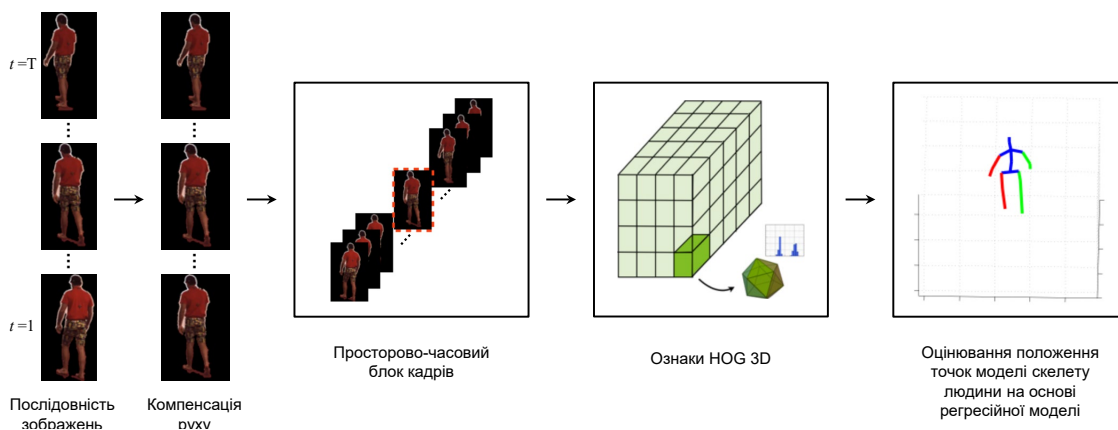 t =T
t =1
Послідовність
зображень
Компенсація
руху
Просторово-часовий
блок кадрів
Ознаки HOG 3D
Оцінювання положення
точок моделі скелету
людини на основі
регресійної моделі